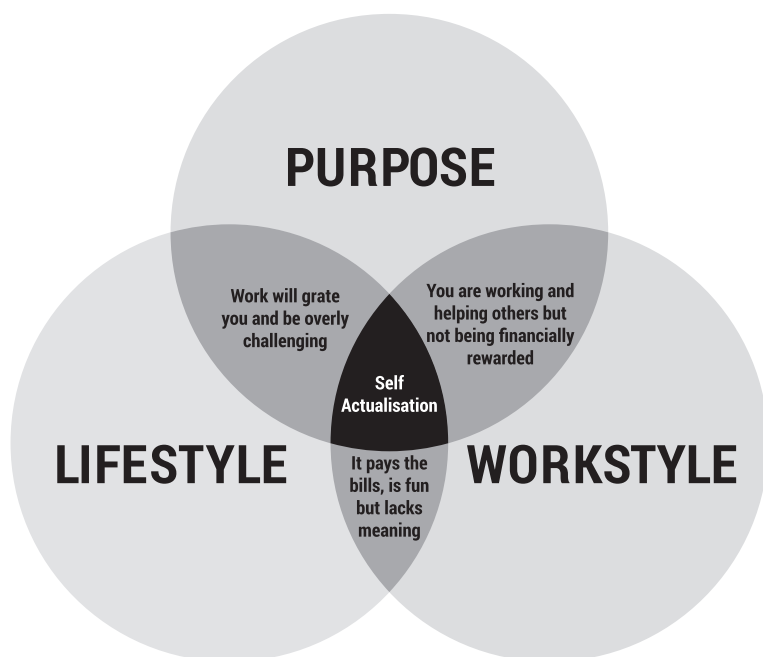 PURPOSE
Work will grate
you and be overly
challenging
You are working and
helping others but
not being financially
rewarded
Self
Actualisation
LIFESTYLE
WORKSTYLE
It pays the
bills, is fun
but lacks
meaning